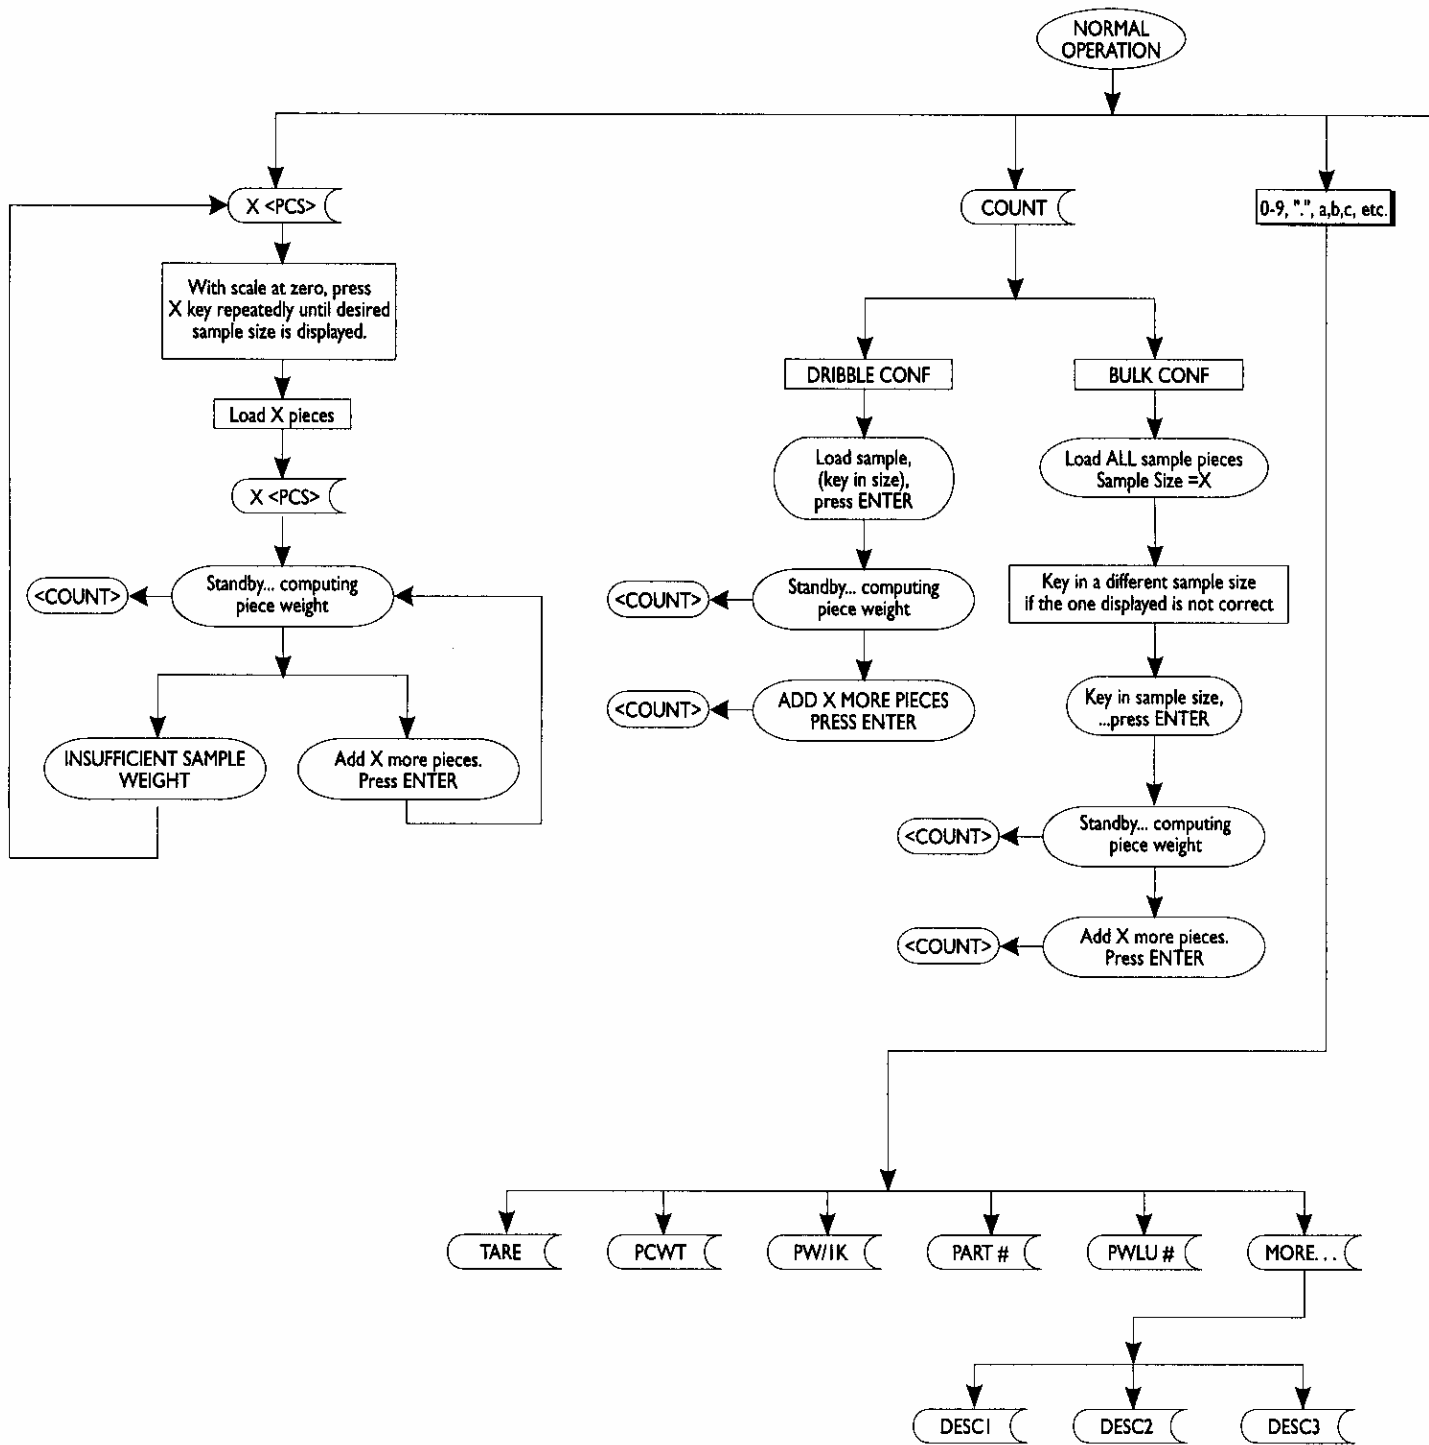 NORMAL
OPERATION
X <PCS>
With scale at zero, press
X key repeatedly until desired
sample size is displayed.
Load X pieces
X <PCS>
<COUNT>
Standby... computing
piece weight
INSUFFICIENT SAMPLE
WEIGHT
Add X more pieces.
Press ENTER
COUNT
DRIBBLE CONF
Load sample,
(key in size),
press ENTER
<COUNT>
Standby... computing
piece weight
<COUNT>
ADD X MORE PIECES
PRESS ENTER
BULK CONF
Load ALL sample pieces
Sample Size =X
Key in a different sample size
if the one displayed is not correct
Key in sample size,
...press ENTER
<COUNT>
Standby... computing
piece weight
<COUNT>
Add X more pieces.
Press ENTER
0-9, ".", a,b,c, etc.
TARE
PCWT
PW/1K
PART #
PWLU #
MORE. . .
DESC1
DESC2
DESC3